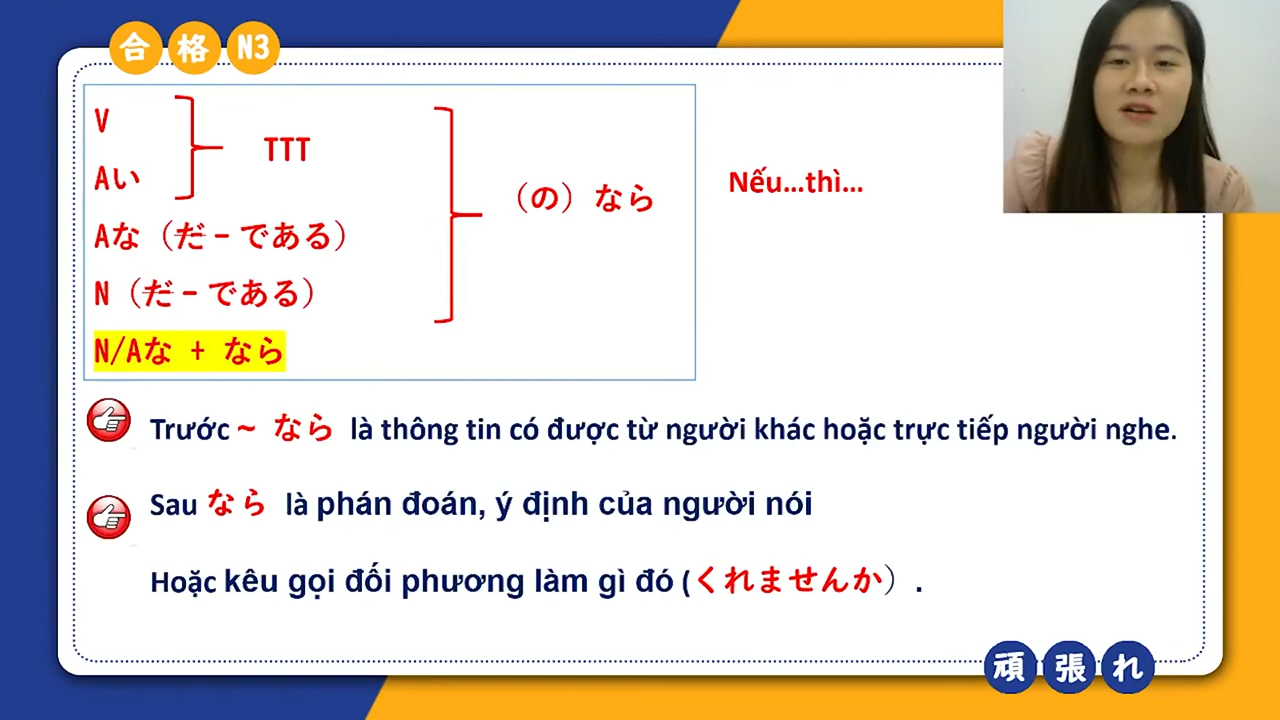 合格N3
V
Aい
TTT
Aな（だ－である）
N（だ－である）
（の）なら
Nếu...thì...
N/Aな + なら
Trước ~ なら là thông tin có được từ người khác hoặc trực tiếp người nghe.
Sau なら là phán đoán, ý định của người nói
Hoặc kêu gọi đối phương làm gì đó (くれませんか）.
頑張れ